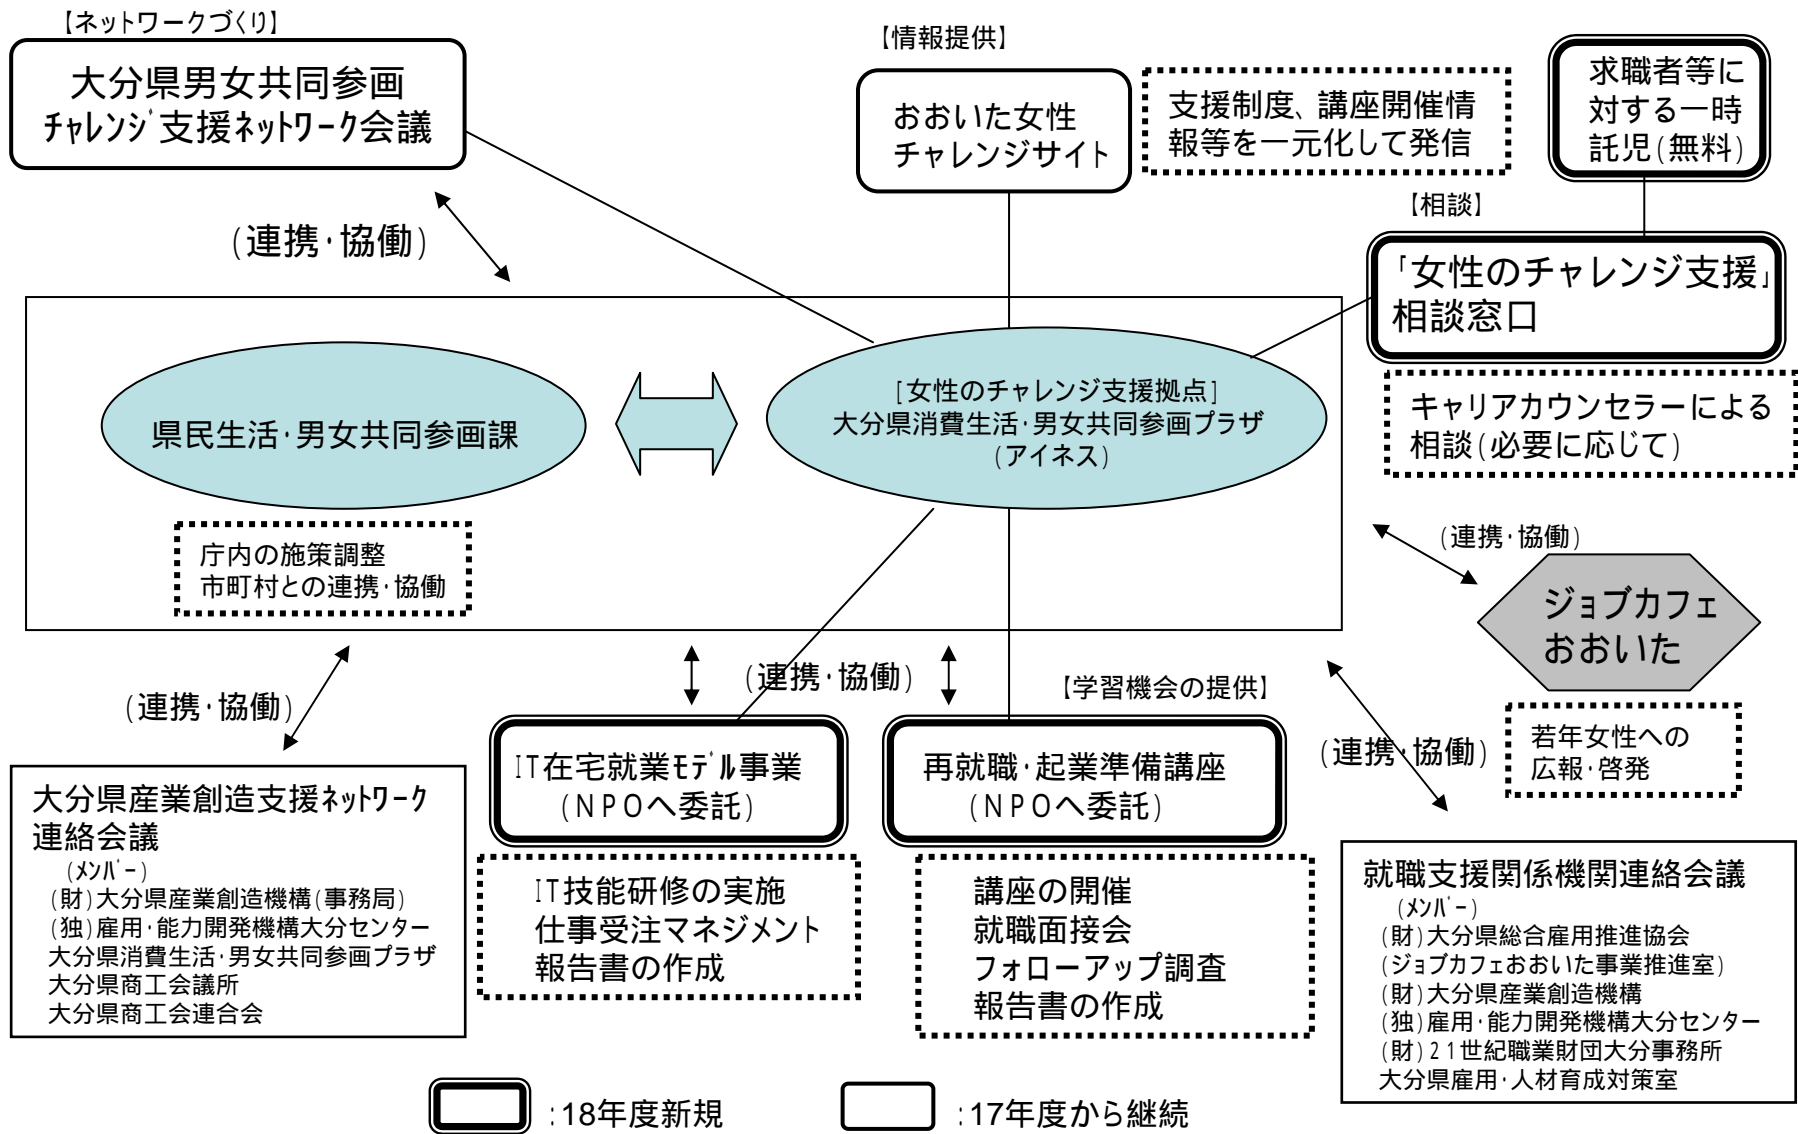 【ネットワークづくり】
大分県男女共同参画
チャレンジ支援ネットワーク会議
(連携・協働)
【情報提供】
おおいた女性
チャレンジサイト
支援制度、講座開催情
報等を一元化して発信
求職者等に
対する一時
託児(無料)
【相談】
「女性のチャレンジ支援」
相談窓口
キャリアカウンセラーによる
相談(必要に応じて)
県民生活・男女共同参画課
[女性のチャレンジ支援拠点]
大分県消費生活・男女共同参画プラザ
(アイネス)
庁内の施策調整
市町村との連携・協働
(連携・協働)
ジョブカフェ
おおいた
若年女性への
広報・啓発
(連携・協働)
(連携・協働)
(連携・協働)
【学習機会の提供】
IT在宅就業モデル事業
(NPOへ委託)
IT技能研修の実施
仕事受注マネジメント
報告書の作成
再就職・起業準備講座
(NPOへ委託)
講座の開催
就職面接会
フォローアップ調査
報告書の作成
大分県産業創造支援ネットワーク
連絡会議
(メンバー)
(財)大分県産業創造機構(事務局)
(独)雇用・能力開発機構大分センター
大分県消費生活・男女共同参画プラザ
大分県商工会議所
大分県商工会連合会
就職支援関係機関連絡会議
(メンバー)
(財)大分県総合雇用推進協会
(ジョブカフェおおいた事業推進室)
(財)大分県産業創造機構
(独)雇用・能力開発機構大分センター
(財)21世紀職業財団大分事務所
大分県雇用・人材育成対策室
:18年度新規
:17年度から継続